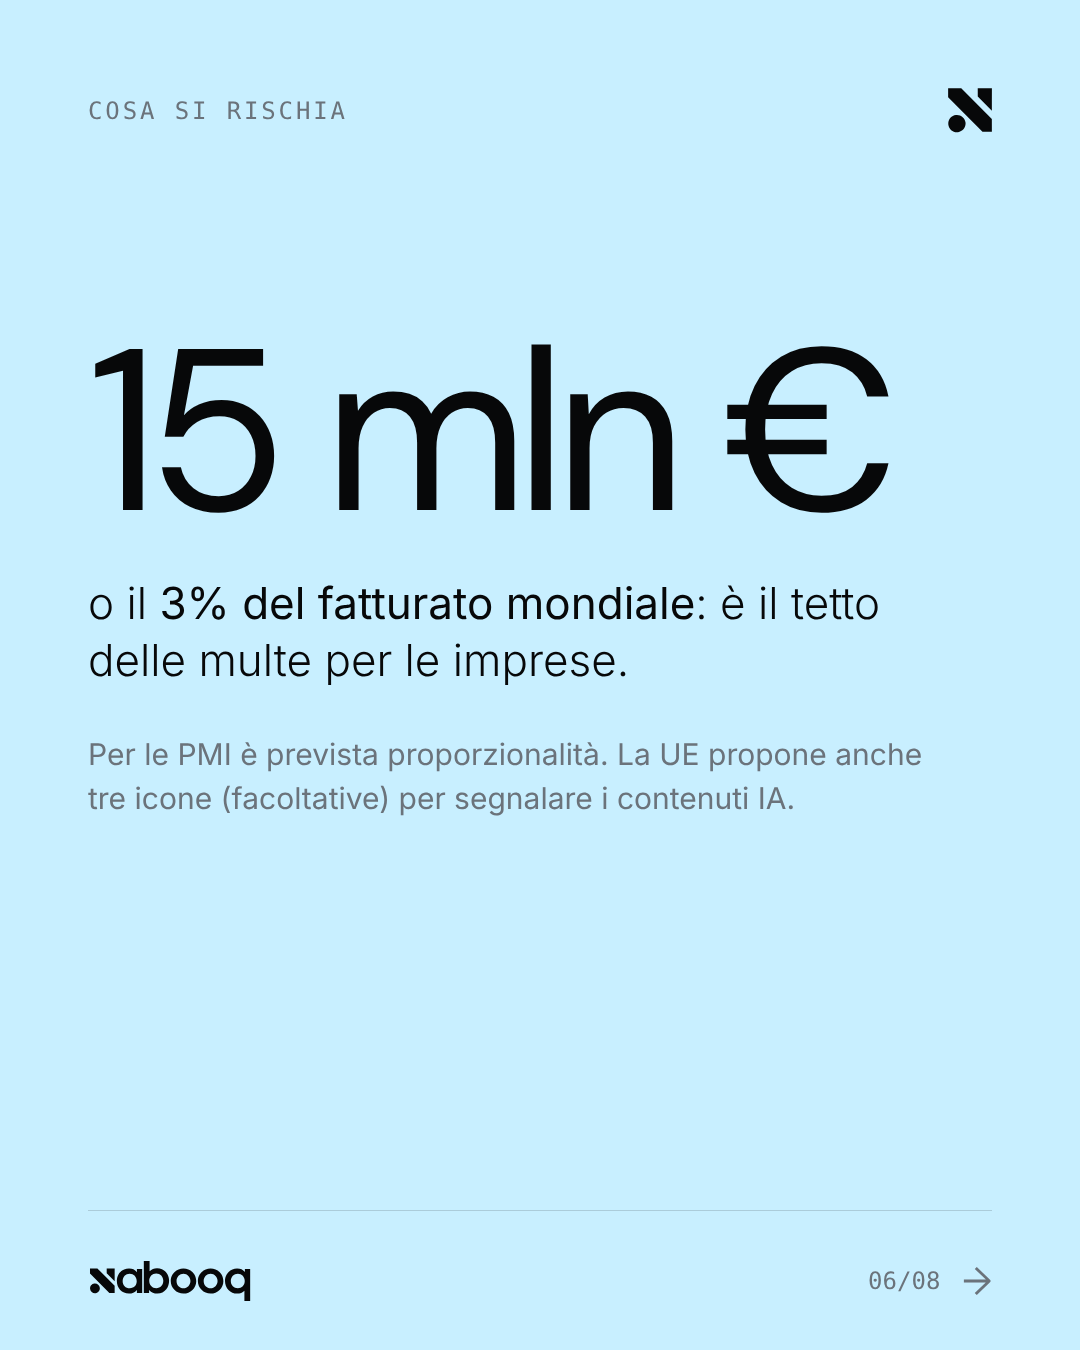 COSA SI RISCHIA
15 mln €
o il 3% del fatturato mondiale: è il tetto
delle multe per le imprese.
Per le PMI è prevista proporzionalità. La UE propone anche
tre icone (facoltative) per segnalare i contenuti IA.
nabooq
06/08 →